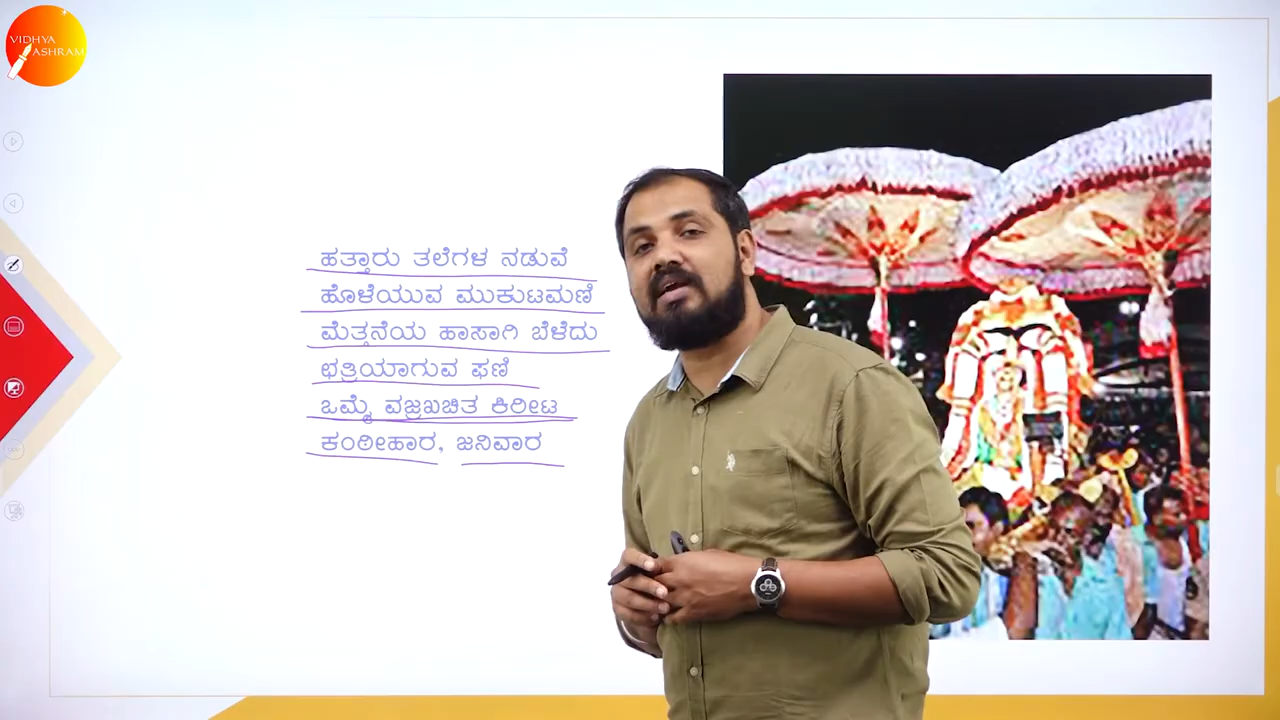 VIDHYA
ASHRAM
ಹತ್ತಾರು ತಲೆಗಳ ನಡುವೆ
ಹೊಳೆಯುವ ಮುಕುಟಮಣಿ
ಮೆತ್ತನೆಯ ಹಾಸಾಗಿ ಬೆಳೆದು
ಛತ್ರಿಯಾಗುವ ಫಣಿ
ಒಮ್ಮೆ ವಜ್ರಖಚಿತ ಕಿರೀಟ
ಕಂಠೀಹಾರ, ಜನಿವಾರ